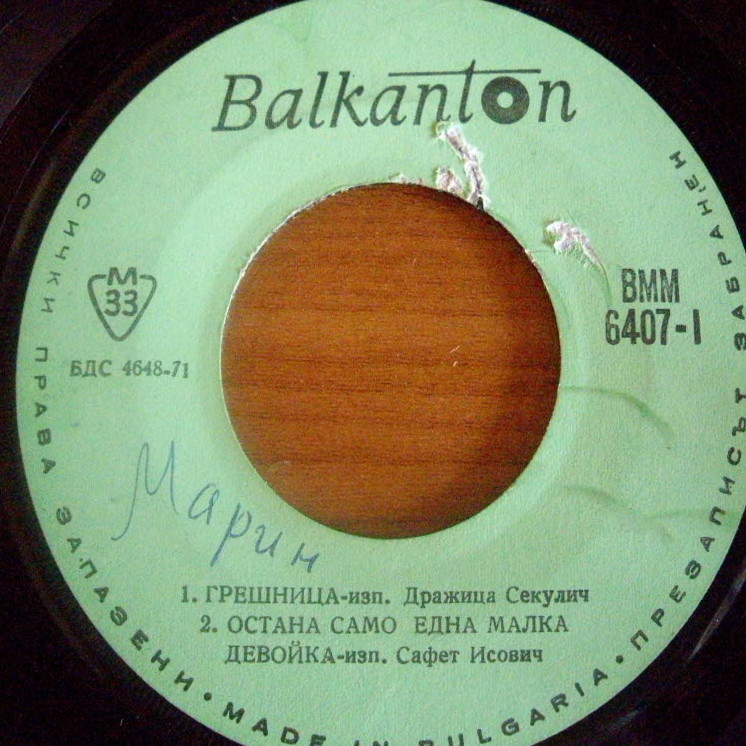 Balkanton
ВСИЧКИ ПРАВА ЗАПАЗЕНИ • MADE IN BULGARIA • ПРЕЗАПИСЪТ ЗАБРАНЕН
М
33
БДС 4648-71
ВММ
6407-I
Марин
1. ГРЕШНИЦА-изп. Дражица Секулич
2. ОСТАНА САМО ЕДНА МАЛКА
ДЕВОЙКА-изп. Сафет Исович